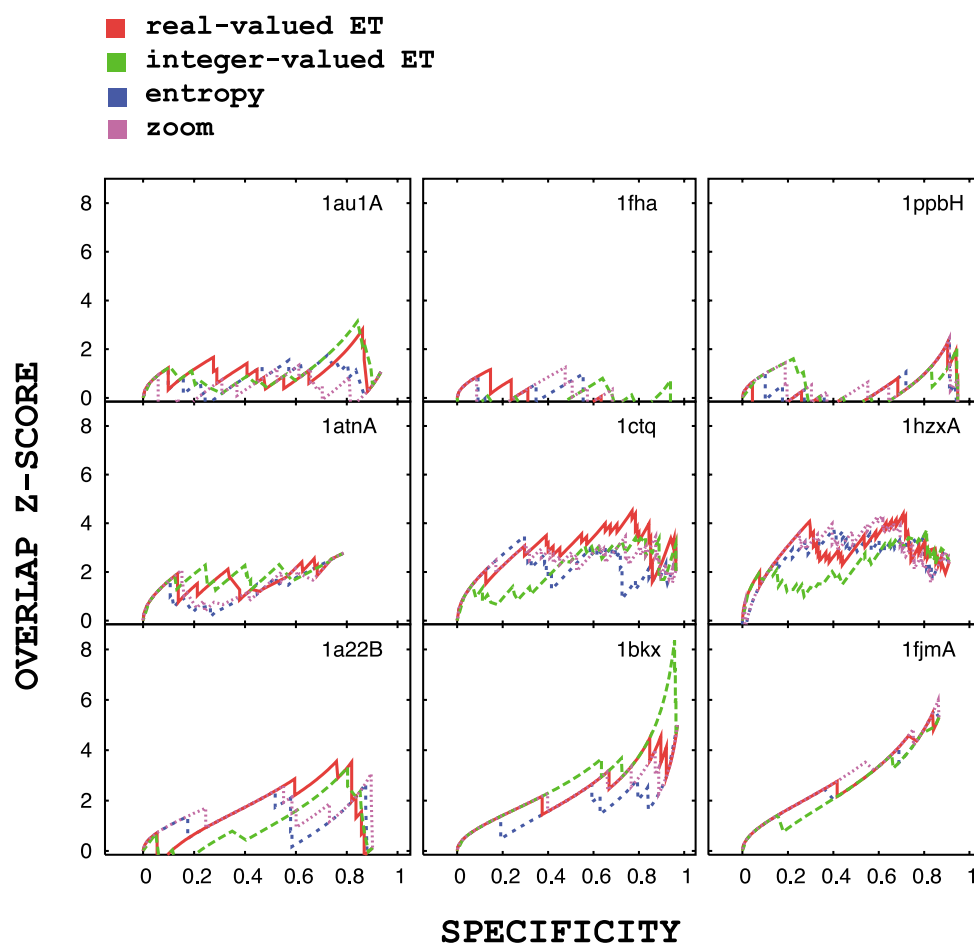 real-valued ET
integer-valued ET
entropy
zoom
8
6
4
2
0
1au1A
1fha
1ppbH
8
6
4
2
0
1atnA
1ctq
1hzxA
8
6
4
2
0
1a22B
1bkx
1fjmA
0 0.2 0.4 0.6 0.8 1
0 0.2 0.4 0.6 0.8 1
0 0.2 0.4 0.6 0.8 1
OVERLAP Z-SCORE
SPECIFICITY